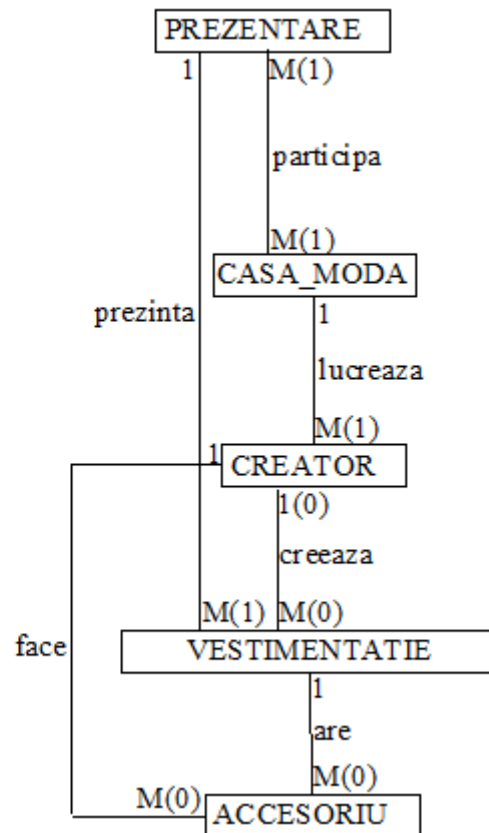 PREZENTARE
1 M(1)
participa
M(1)
CASA_MODA
prezinta
1
lucreaza
M(1)
1
CREATOR
1(0)
creeaza
M(1) M(0)
face
VESTIMENTATIE
1
are
M(0)
M(0)
ACCESORIU